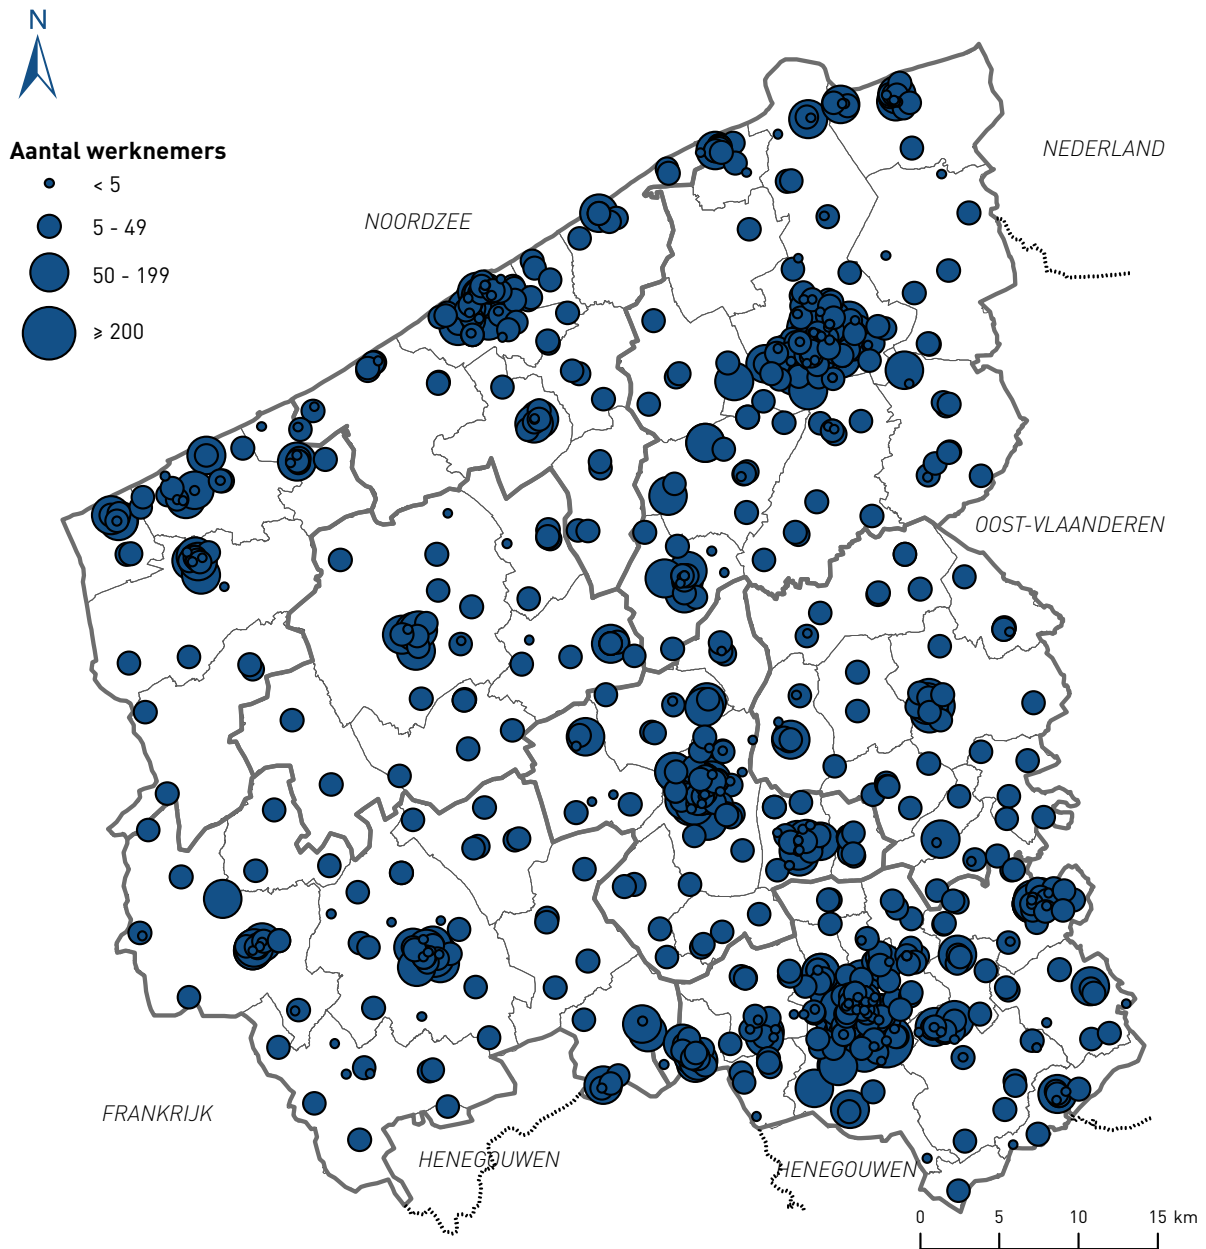 N
Aantal werknemers
< 5
5 - 49
50 - 199
≥ 200
NOORDZEE
NEDERLAND
OOST-VLAANDEREN
FRANKRIJK
HENEGOUWEN
HENEGOUWEN
0 5 10 15 km